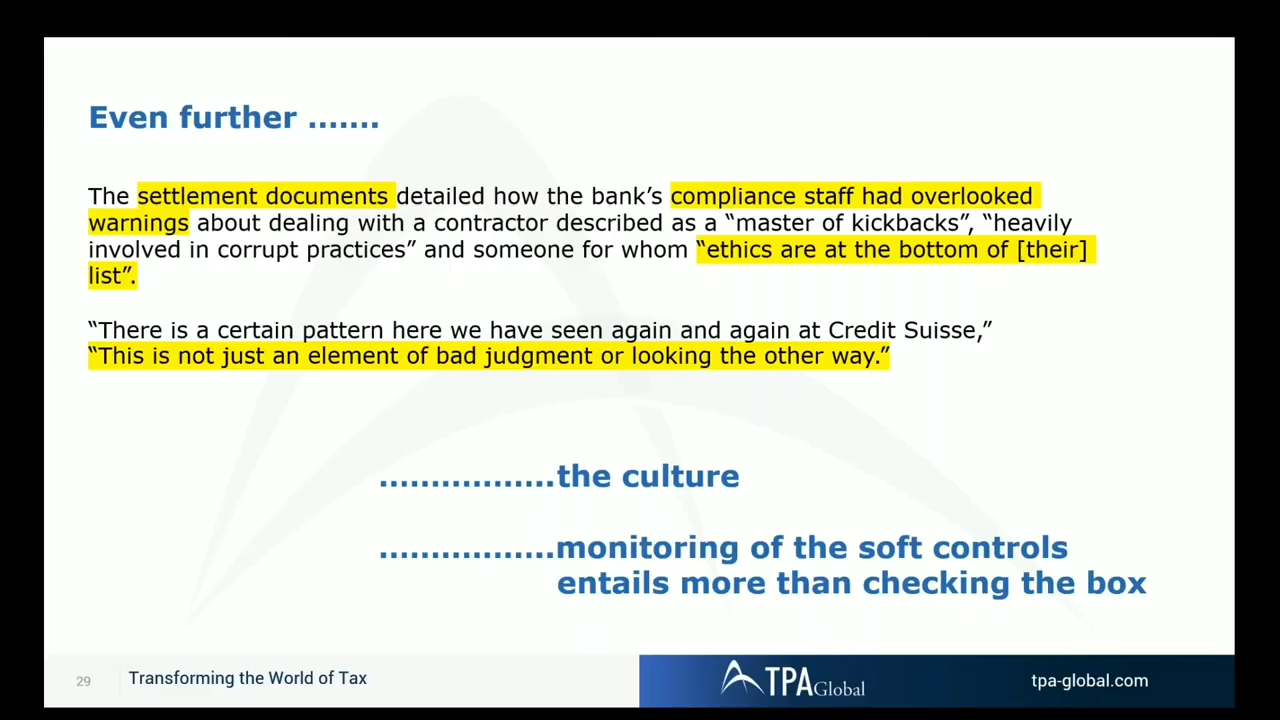 Even further .......
The settlement documents detailed how the bank’s compliance staff had overlooked
warnings about dealing with a contractor described as a “master of kickbacks”, “heavily
involved in corrupt practices” and someone for whom “ethics are at the bottom of [their]
list”.
“There is a certain pattern here we have seen again and again at Credit Suisse,”
“This is not just an element of bad judgment or looking the other way.”
.................the culture
.................monitoring of the soft controls
entails more than checking the box
29 Transforming the World of Tax
TPA Global
tpa-global.com